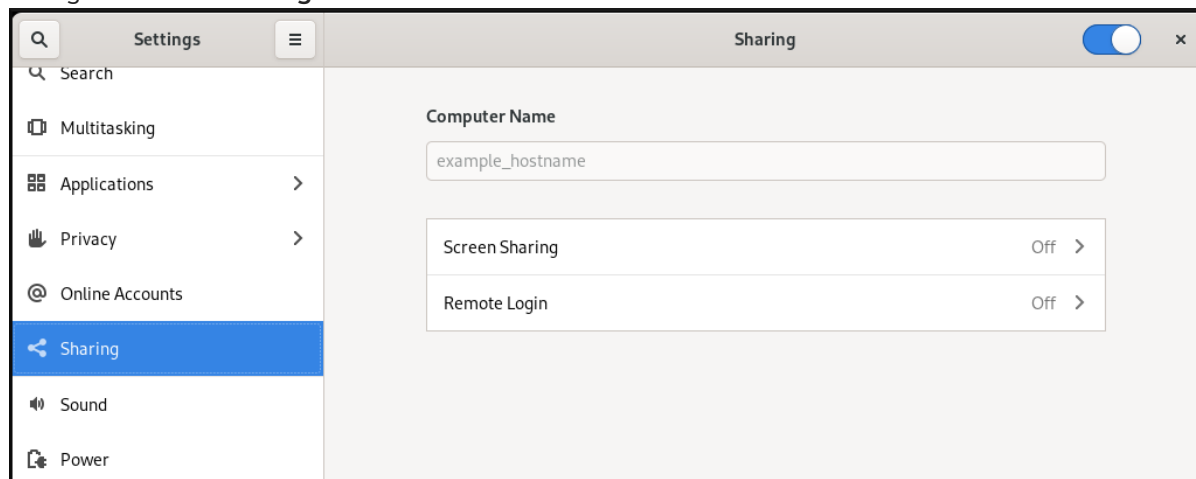 Settings
Sharing
Search
Multitasking
Applications
Privacy
Online Accounts
Sharing
Sound
Power
Computer Name
example_hostname
Screen Sharing Off
Remote Login Off